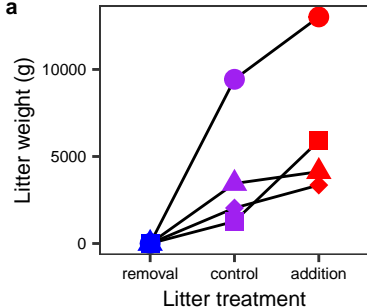 a
Litter weight (g)
10000
5000
0
removal control addition
Litter treatment